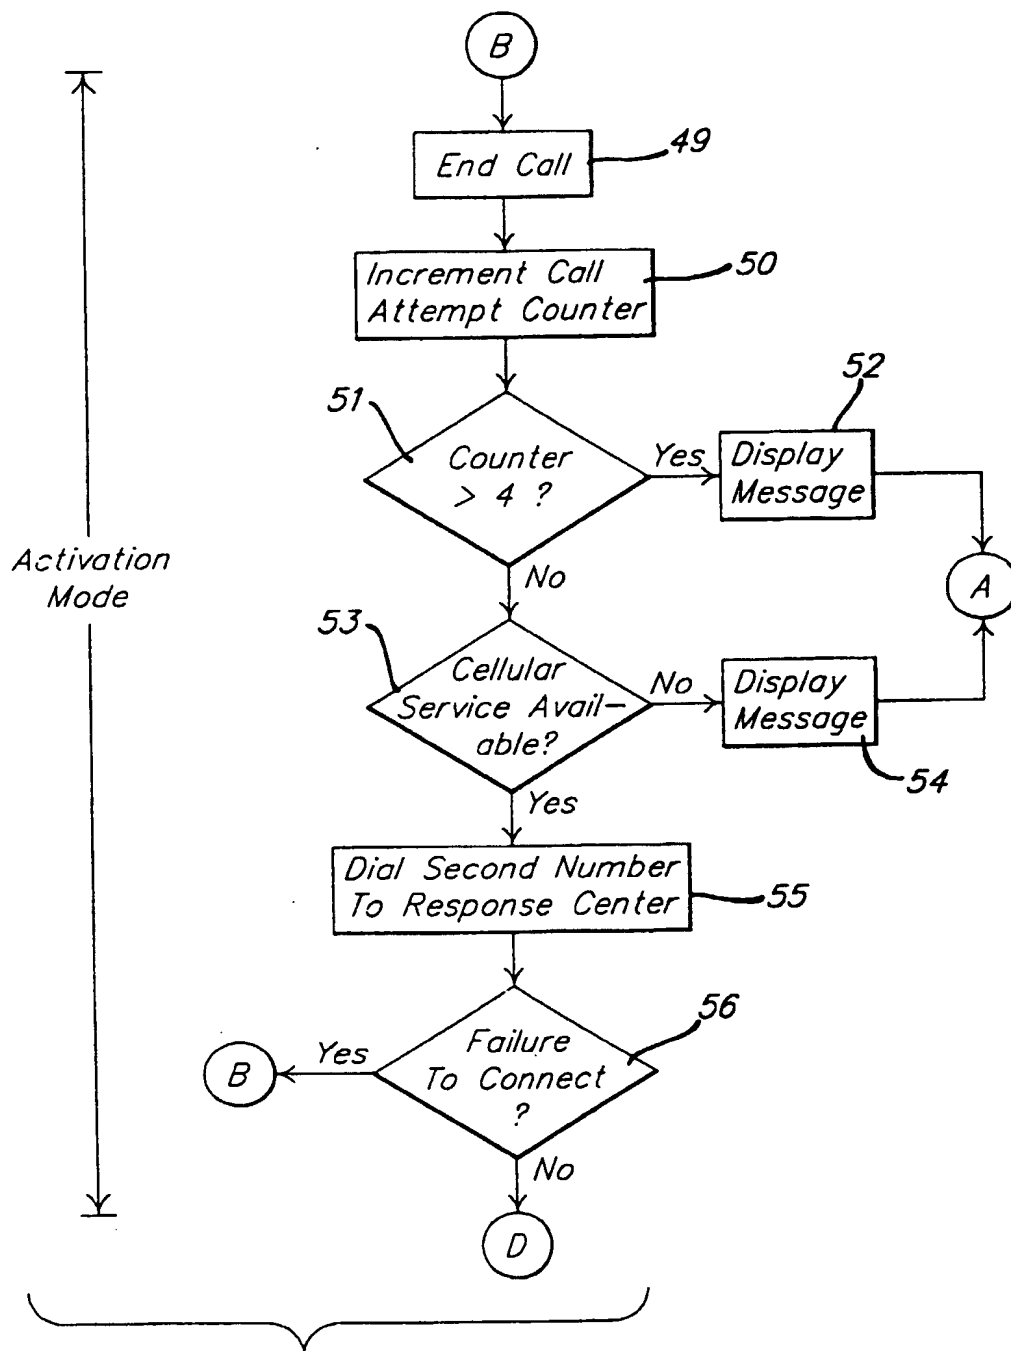 B
End Call
49
Increment Call
Attempt Counter
50
51
Counter
> 4 ?
Yes
Display
Message
52
A
No
Activation
Mode
53
Cellular
Service Avail-
able?
No
Display
Message
54
Yes
Dial Second Number
To Response Center
55
Failure
To Connect
?
56
Yes
B
No
D